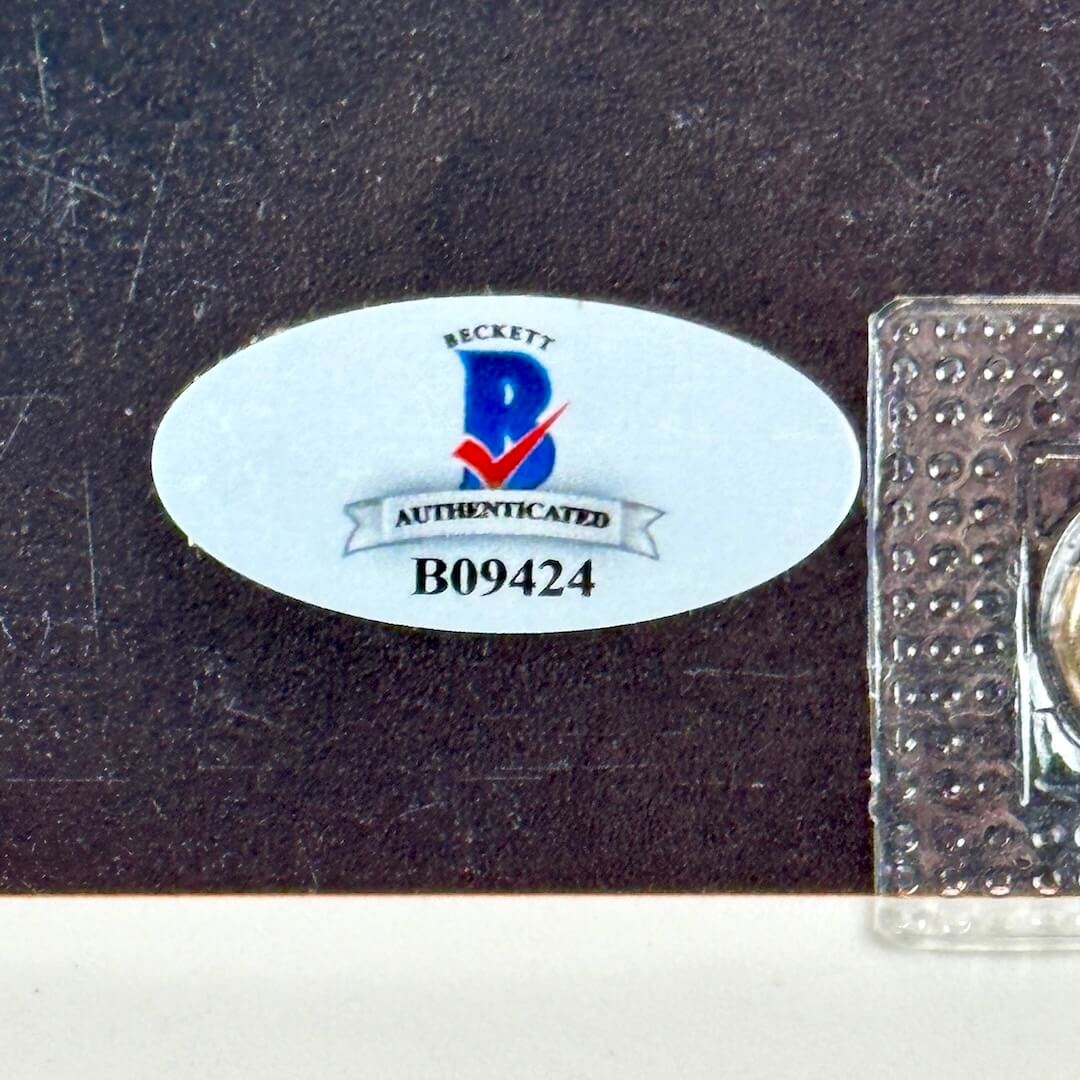 BECKETT
B
AUTHENTICATED
B09424